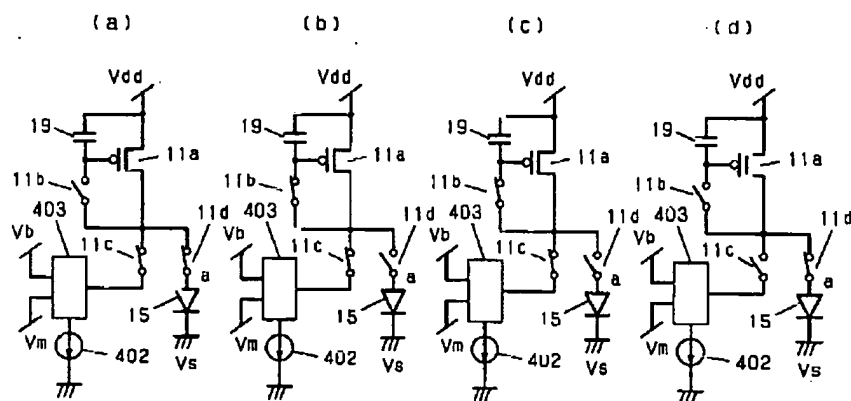 (a) (b) (c) (d)
Vdd Vdd Vdd Vdd
19 19 19 19
11a 11a 11a 11a
11b 11b 11b 11b
403 11d 403 11d 403 11d 403 11d
Vb 11c Vb 11c Vb 11c Vb 11c
a a a a
15 15 15 15
Vm 402 Vs Vm 402 Vs Vm 402 Vs Vm 402 Vs